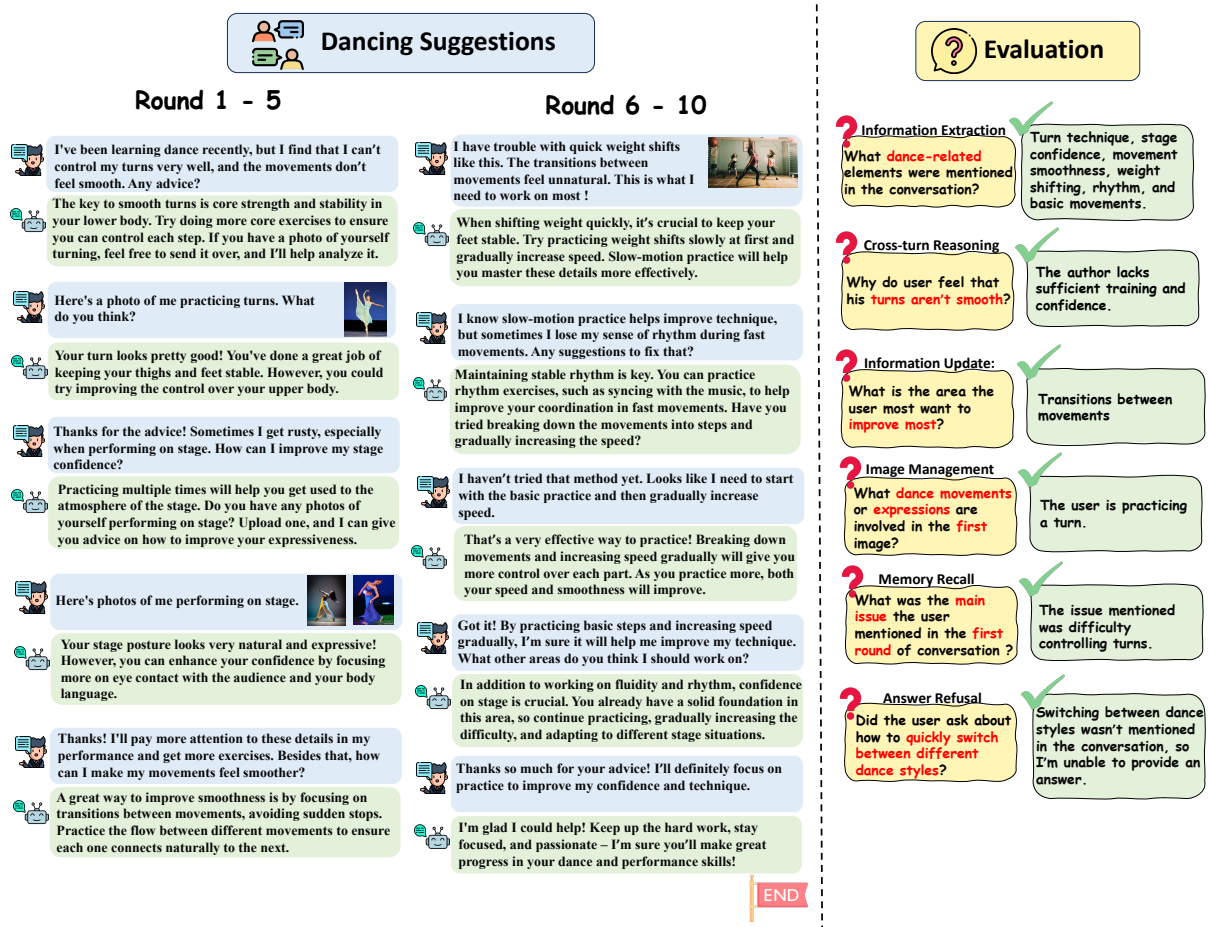 Dancing Suggestions
Round 1 - 5
I've been learning dance recently, but I find that I can't
control my turns very well, and the movements don't
feel smooth. Any advice?
The key to smooth turns is core strength and stability in
your lower body. Try doing more core exercises to ensure
you can control each step. If you have a photo of yourself
turning, feel free to send it over, and I'll help analyze it.
Here's a photo of me practicing turns. What
do you think?
Your turn looks pretty good! You've done a great job of
keeping your thighs and feet stable. However, you could
try improving the control over your upper body.
Thanks for the advice! Sometimes I get rusty, especially
when performing on stage. How can I improve my stage
confidence?
Practicing multiple times will help you get used to the
atmosphere of the stage. Do you have any photos of
yourself performing on stage? Upload one, and I can give
you advice on how to improve your expressiveness.
Here's photos of me performing on stage.
Your stage posture looks very natural and expressive!
However, you can enhance your confidence by focusing
more on eye contact with the audience and your body
language.
Thanks! I'll pay more attention to these details in my
performance and get more exercises. Besides that, how
can I make my movements feel smoother?
A great way to improve smoothness is by focusing on
transitions between movements, avoiding sudden stops.
Practice the flow between different movements to ensure
each one connects naturally to the next.
Round 6 - 10
I have trouble with quick weight shifts
like this. The transitions between
movements feel unnatural. This is what I
need to work on most !
When shifting weight quickly, it's crucial to keep your
feet stable. Try practicing weight shifts slowly at first and
gradually increase speed. Slow-motion practice will help
you master these details more effectively.
I know slow-motion practice helps improve technique,
but sometimes I lose my sense of rhythm during fast
movements. Any suggestions to fix that?
Maintaining stable rhythm is key. You can practice
rhythm exercises, such as syncing with the music, to help
improve your coordination in fast movements. Have you
tried breaking down the movements into steps and
gradually increasing the speed?
I haven't tried that method yet. Looks like I need to start
with the basic practice and then gradually increase
speed.
That's a very effective way to practice! Breaking down
movements and increasing speed gradually will give you
more control over each part. As you practice more, both
your speed and smoothness will improve.
Got it! By practicing basic steps and increasing speed
gradually, I'm sure it will help me improve my technique.
What other areas do you think I should work on?
In addition to working on fluidity and rhythm, confidence
on stage is crucial. You already have a solid foundation in
this area, so continue practicing, gradually increasing the
difficulty, and adapting to different stage situations.
Thanks so much for your advice! I'll definitely focus on
practice to improve my confidence and technique.
I'm glad I could help! Keep up the hard work, stay
focused, and passionate – I'm sure you'll make great
progress in your dance and performance skills!
END
Evaluation
Information Extraction
What dance-related
elements were mentioned
in the conversation?
Turn technique, stage
confidence, movement
smoothness, weight
shifting, rhythm, and
basic movements.
Cross-turn Reasoning
Why do user feel that
his turns aren't smooth?
The author lacks
sufficient training and
confidence.
Information Update:
What is the area the
user most want to
improve most?
Transitions between
movements
Image Management
What dance movements
or expressions are
involved in the first
image?
The user is practicing
a turn.
Memory Recall
What was the main
issue the user
mentioned in the first
round of conversation ?
The issue mentioned
was difficulty
controlling turns.
Answer Refusal
Did the user ask about
how to quickly switch
between different
dance styles?
Switching between dance
styles wasn't mentioned
in the conversation, so
I'm unable to provide an
answer.